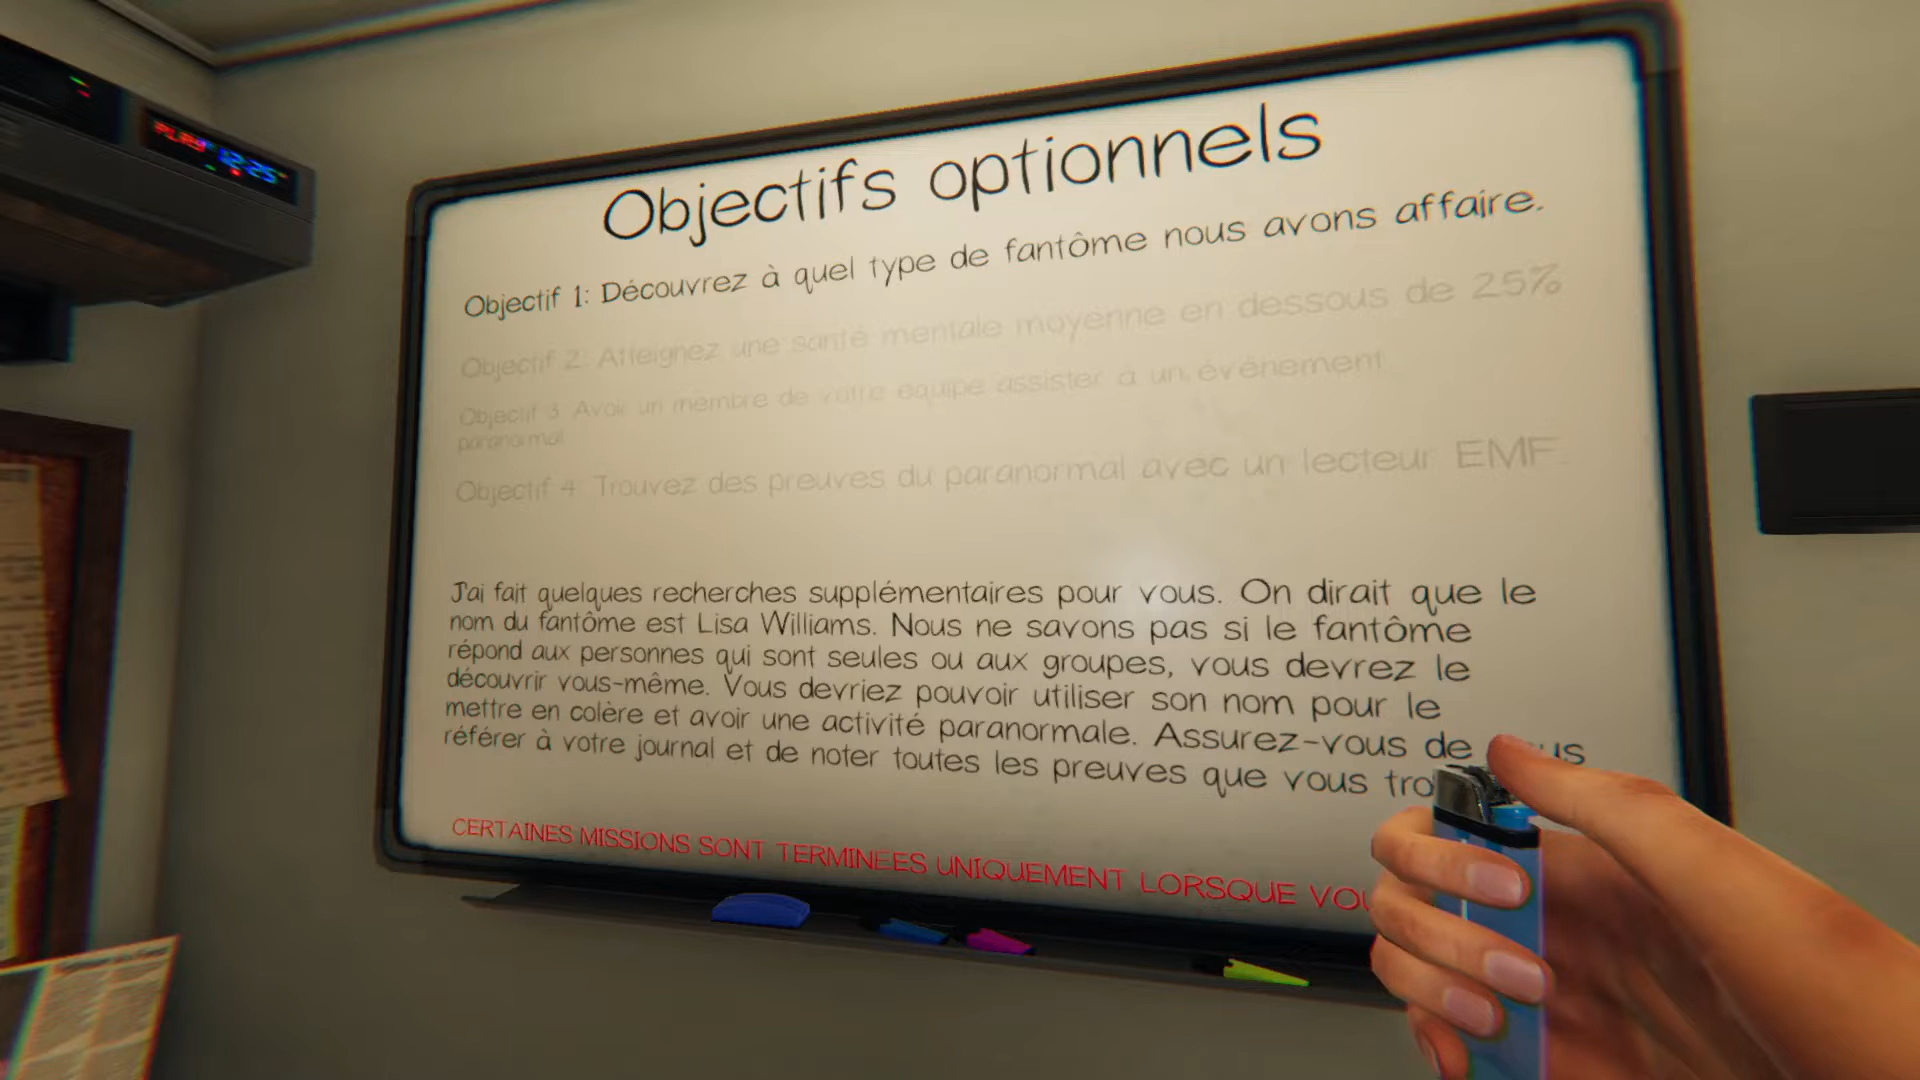 PLAY 12:25
Objectifs optionnels
Objectif 1: Découvrez à quel type de fantôme nous avons affaire.
Objectif 2: Atteignez une santé mentale moyenne en dessous de 25%
Objectif 3: Avoir un membre de votre équipe assister à un évènement
paranormal
Objectif 4: Trouvez des preuves du paranormal avec un lecteur EMF.
J'ai fait quelques recherches supplémentaires pour vous. On dirait que le
nom du fantôme est Lisa Williams. Nous ne savons pas si le fantôme
répond aux personnes qui sont seules ou aux groupes, vous devrez le
découvrir vous-même. Vous devriez pouvoir utiliser son nom pour le
mettre en colère et avoir une activité paranormale. Assurez-vous de
référer à votre journal et de noter toutes les preuves que vous
CERTAINES MISSIONS SONT TERMINEES UNIQUEMENT LORSQUE